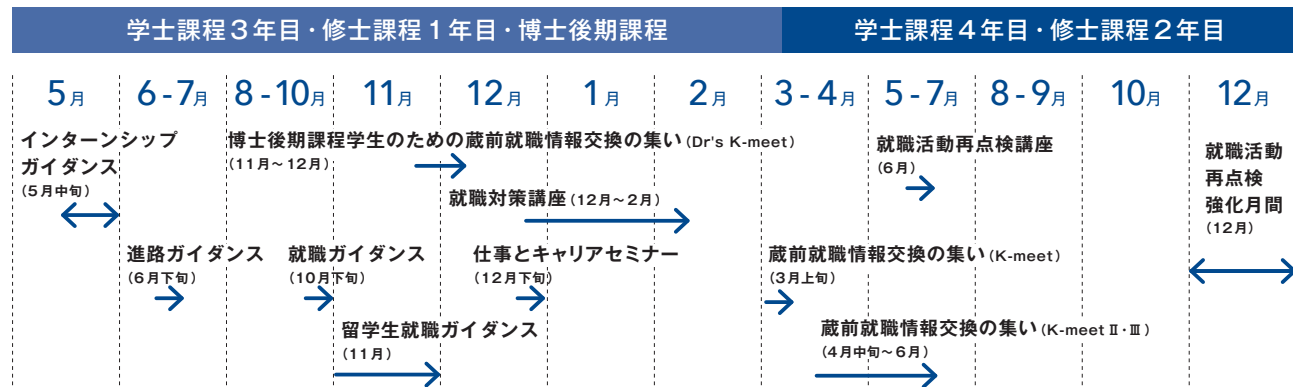 学士課程3年目・修士課程1年目・博士後期課程
学士課程4年目・修士課程2年目
5月
6-7月
8-10月
11月
12月
1月
2月
3-4月
5-7月
8-9月
10月
12月
インターンシップ
ガイダンス
(5月中旬)
博士後期課程学生のための蔵前就職情報交換の集い(Dr's K-meet)
(11月〜12月)
就職活動再点検講座
(6月)
就職活動
再点検
強化月間
(12月)
就職対策講座(12月〜2月)
進路ガイダンス
(6月下旬)
就職ガイダンス
(10月下旬)
仕事とキャリアセミナー
(12月下旬)
蔵前就職情報交換の集い(K-meet)
(3月上旬)
留学生就職ガイダンス
(11月)
蔵前就職情報交換の集い(K-meet Ⅱ・Ⅲ)
(4月中旬〜6月)